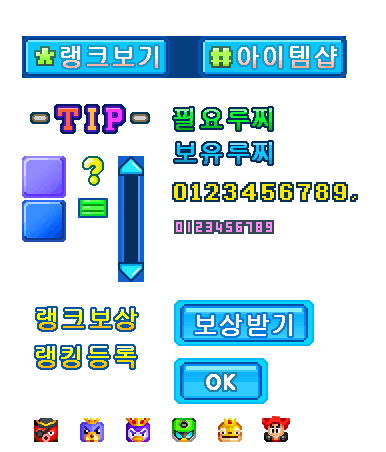 *랭크보기 #아이템샵
-TIP- 필요루찌
보유루찌
?
0123456789,
0123456789
랭크보상 보상받기
랭킹등록
OK